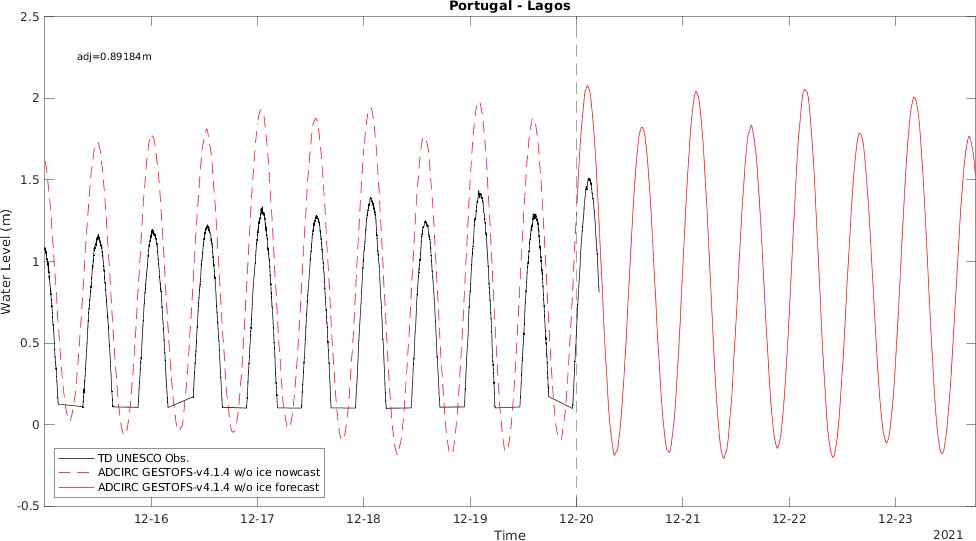 Portugal - Lagos
2.5
adj=0.89184m
2
1.5
1
0.5
0
-0.5
Water Level (m)
TD UNESCO Obs.
ADCIRC GESTOFS-v4.1.4 w/o ice nowcast
ADCIRC GESTOFS-v4.1.4 w/o ice forecast
12-16 12-17 12-18 12-19 12-20 12-21 12-22 12-23
Time
2021